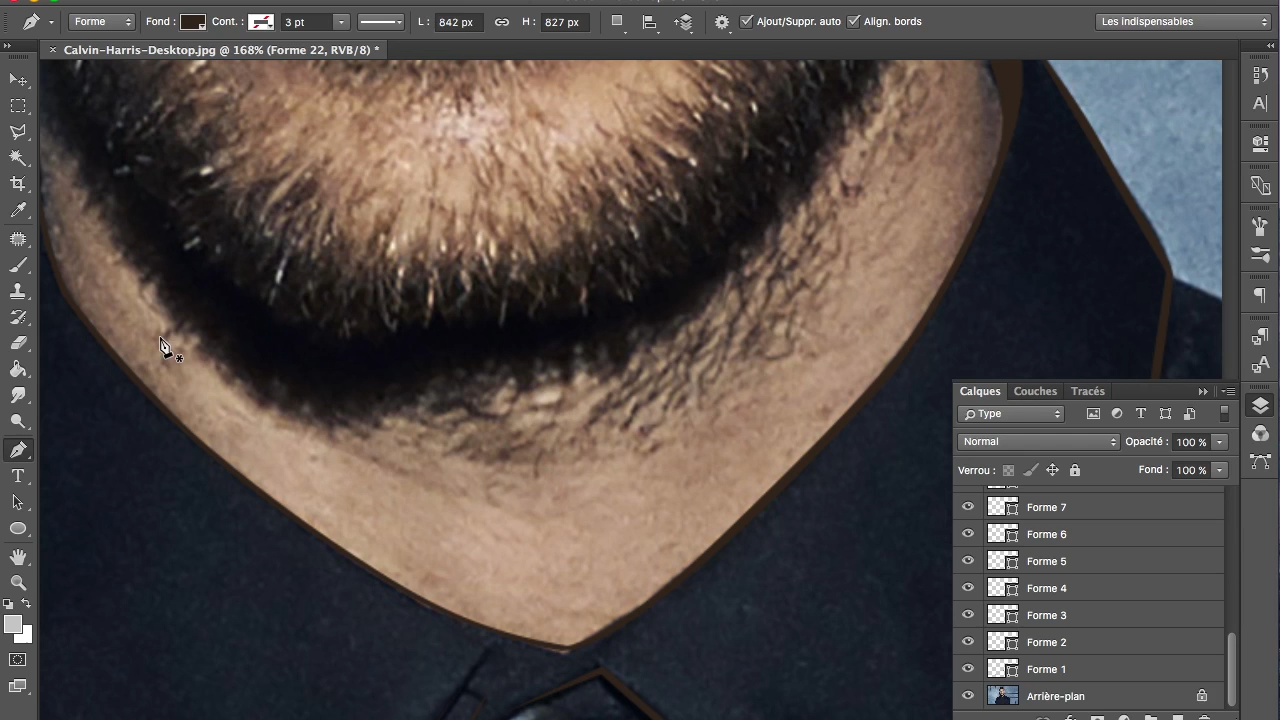 Forme Fond : Cont. : 3 pt L : 842 px H : 827 px Ajout/Suppr. auto Align. bords Les indispensables
× Calvin-Harris-Desktop.jpg @ 168% (Forme 22, RVB/8) *
Calques Couches Tracés
Type
Normal Opacité : 100 %
Verrou : Fond : 100 %
Forme 7
Forme 6
Forme 5
Forme 4
Forme 3
Forme 2
Forme 1
Arrière-plan